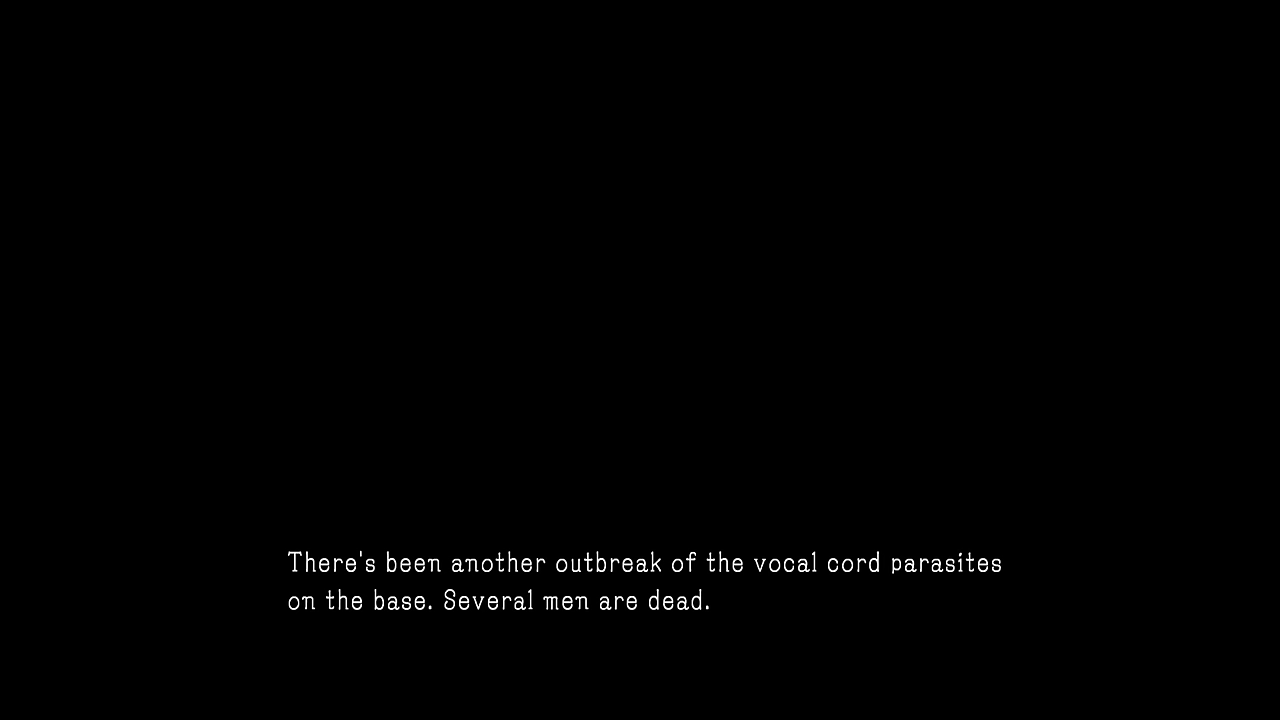 There's been another outbreak of the vocal cord parasites
on the base. Several men are dead.